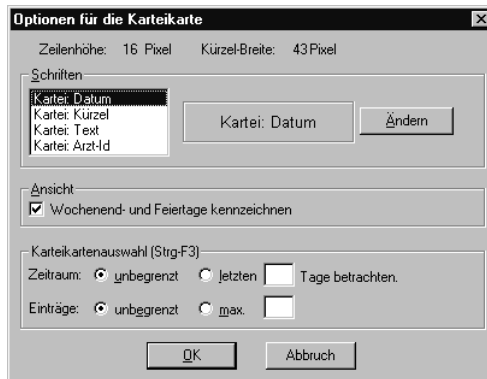 Optionen für die Karteikarte
Zeilenhöhe: 16 Pixel Kürzel-Breite: 43 Pixel
Schriften
Kartei: Datum
Kartei: Kürzel
Kartei: Text
Kartei: Arzt-Id
Kartei: Datum
Ändern
Ansicht
Wochenend- und Feiertage kennzeichnen
Karteikartenauswahl (Strg-F3)
Zeitraum: unbegrenzt letzten Tage betrachten.
Einträge: unbegrenzt max.
OK Abbruch